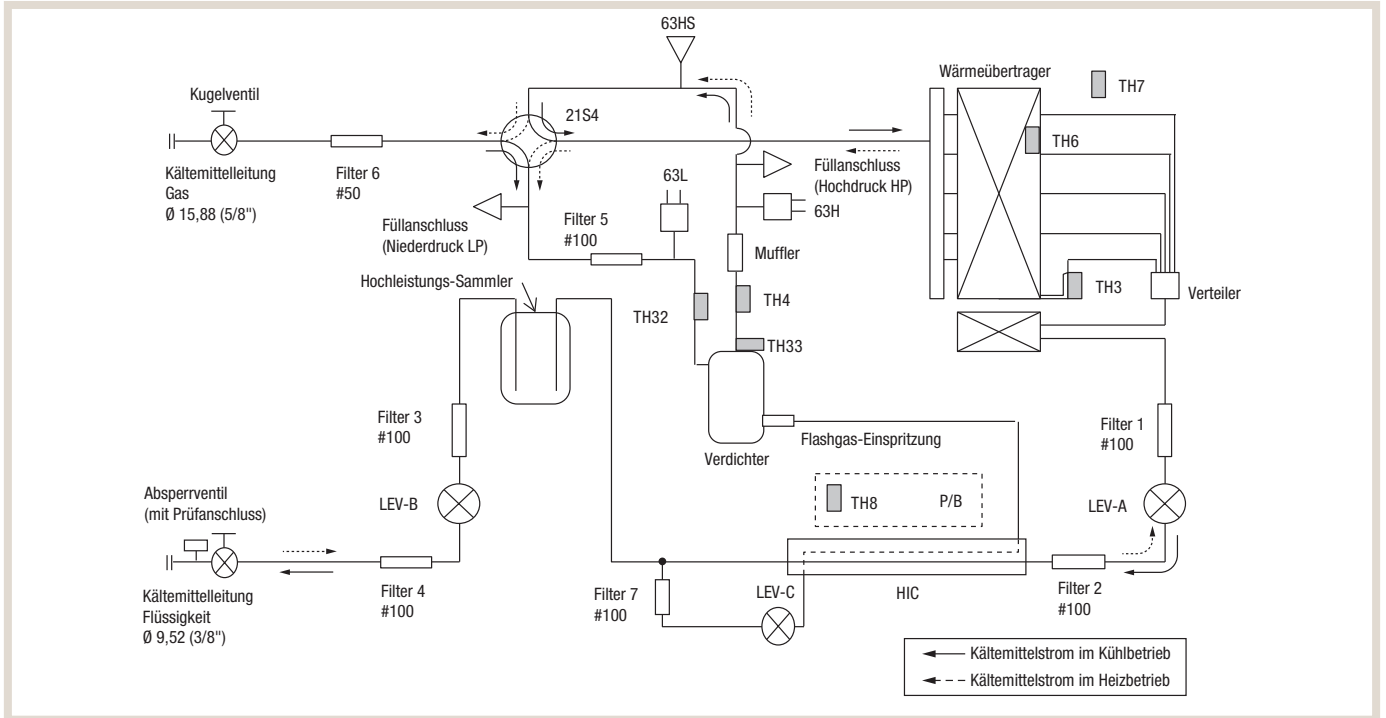 63HS
Wärmeübertrager
TH7
Kugelventil
21S4
TH6
Kältemittelleitung
Gas
Ø 15,88 (5/8")
Filter 6
#50
63L
Füllanschluss
(Hochdruck HP)
Füllanschluss
(Niederdruck LP)
Filter 5
#100
63H
Muffler
Hochleistungs-Sammler
TH32
TH4
TH3
Verteiler
TH33
Filter 3
#100
Filter 1
#100
Flashgas-Einspritzung
Verdichter
Absperrventil
(mit Prüfanschluss)
LEV-B
TH8
P/B
LEV-A
Kältemittelleitung
Flüssigkeit
Ø 9,52 (3/8")
Filter 4
#100
Filter 7
#100
LEV-C
HIC
Filter 2
#100
Kältemittelstrom im Kühlbetrieb
Kältemittelstrom im Heizbetrieb